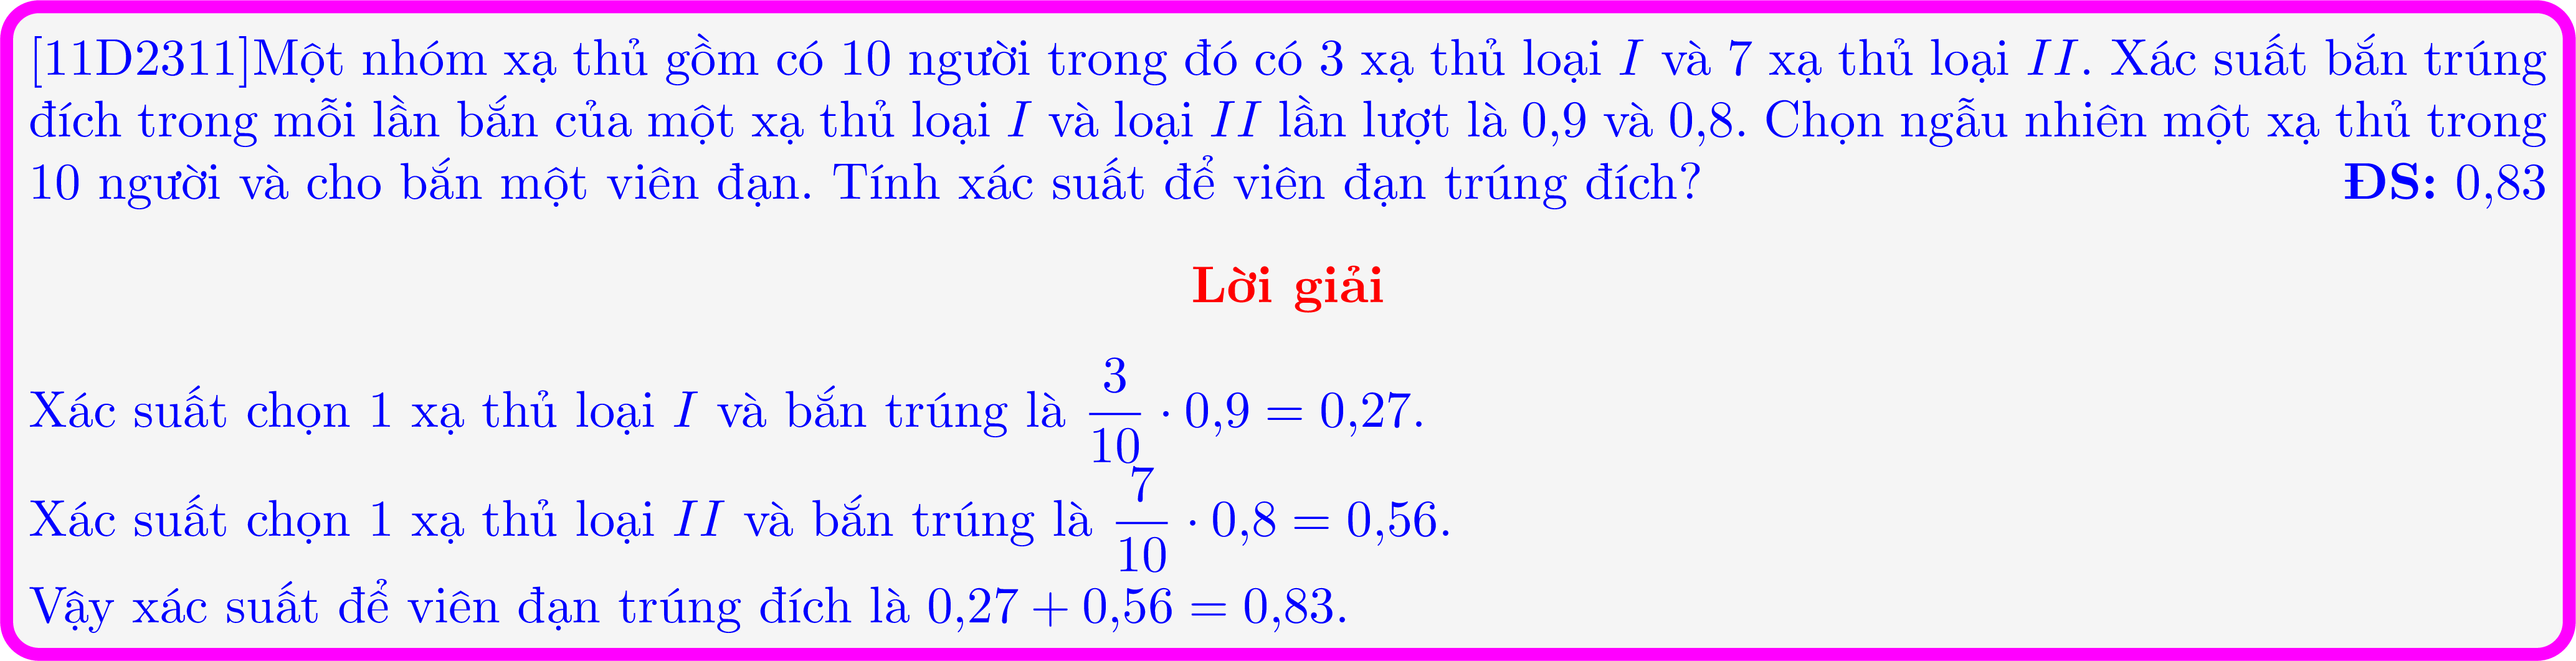 [11D2311]Một nhóm xạ thủ gồm có 10 người trong đó có 3 xạ thủ loại I và 7 xạ thủ loại II. Xác suất bắn trúng
đích trong mỗi lần bắn của một xạ thủ loại I và loại II lần lượt là 0,9 và 0,8. Chọn ngẫu nhiên một xạ thủ trong
10 người và cho bắn một viên đạn. Tính xác suất để viên đạn trúng đích? ĐS: 0,83
Lời giải
Xác suất chọn 1 xạ thủ loại I và bắn trúng là 3/10 · 0,9 = 0,27.
Xác suất chọn 1 xạ thủ loại II và bắn trúng là 7/10 · 0,8 = 0,56.
Vậy xác suất để viên đạn trúng đích là 0,27 + 0,56 = 0,83.